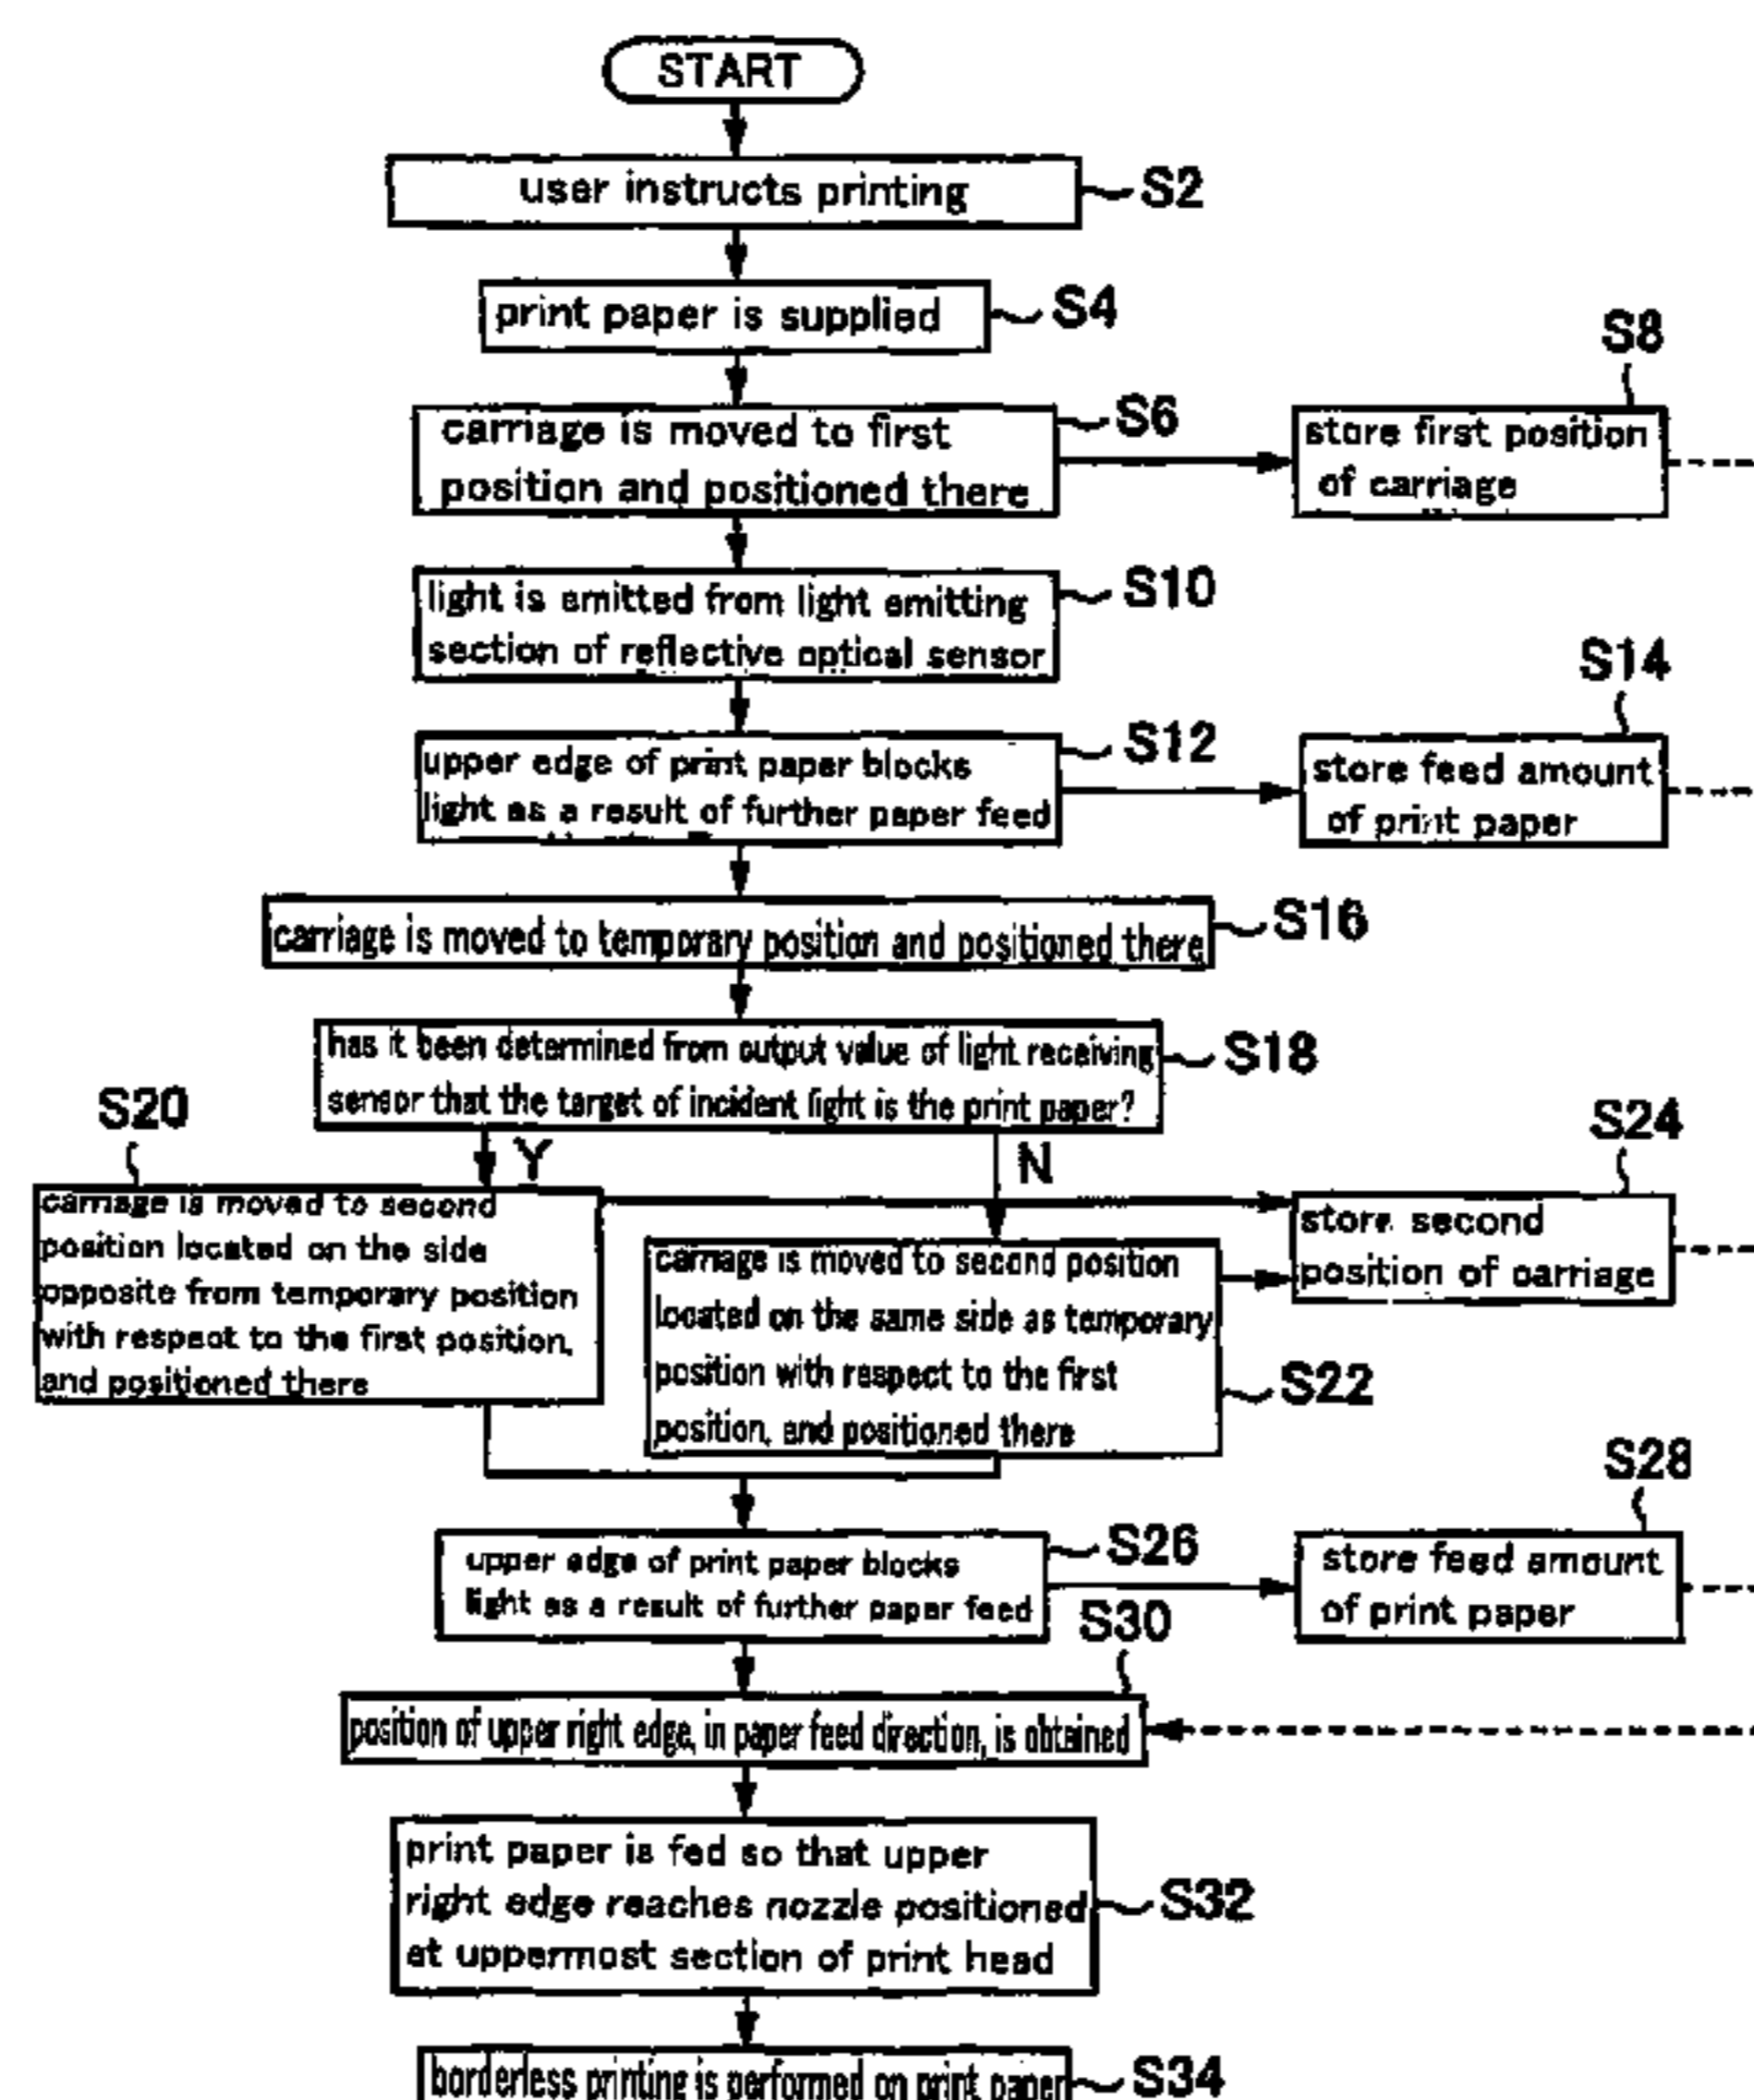 START
user instructs printing
S2
print paper is supplied
S4
carriage is moved to first
position and positioned there
S6
store first position
of carriage
S8
light is emitted from light emitting
section of reflective optical sensor
S10
upper edge of print paper blocks
light as a result of further paper feed
S12
store feed amount
of print paper
S14
carriage is moved to temporary position and positioned there
S16
has it been determined from output value of light receiving
sensor that the target of incident light is the print paper?
S18
Y
N
S20
carriage is moved to second
position located on the side
opposite from temporary position
with respect to the first position,
and positioned there
carriage is moved to second position
located on the same side as temporary
position with respect to the first
position, and positioned there
S22
S24
store second
position of carriage
upper edge of print paper blocks
light as a result of further paper feed
S26
S28
store feed amount
of print paper
S30
position of upper right edge, in paper feed direction, is obtained
print paper is fed so that upper
right edge reaches nozzle positioned
at uppermost section of print head
S32
borderless printing is performed on print paper
S34